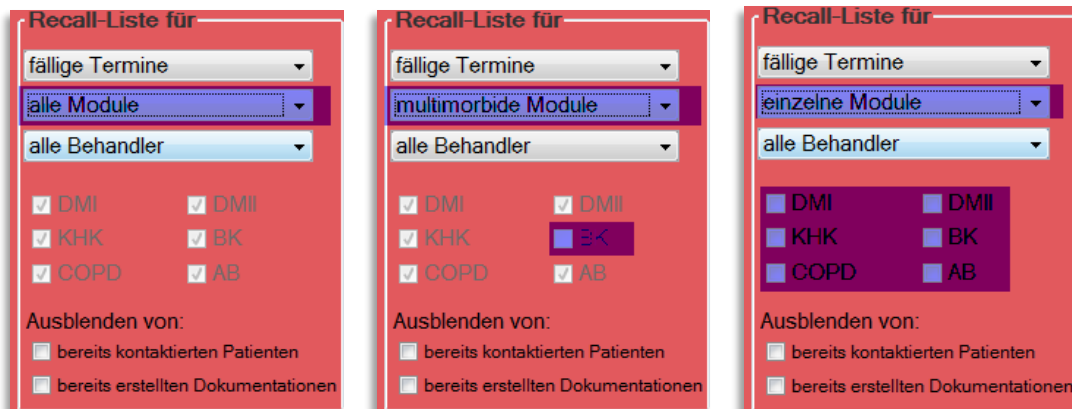 Recall-Liste für
fällige Termine
alle Module
alle Behandler
DMI DMII
KHK BK
COPD AB
Ausblenden von:
bereits kontaktierten Patienten
bereits erstellten Dokumentationen
Recall-Liste für
fällige Termine
multimorbide Module
alle Behandler
DMI DMII
KHK BK
COPD AB
Ausblenden von:
bereits kontaktierten Patienten
bereits erstellten Dokumentationen
Recall-Liste für
fällige Termine
einzelne Module
alle Behandler
DMI DMII
KHK BK
COPD AB
Ausblenden von:
bereits kontaktierten Patienten
bereits erstellten Dokumentationen